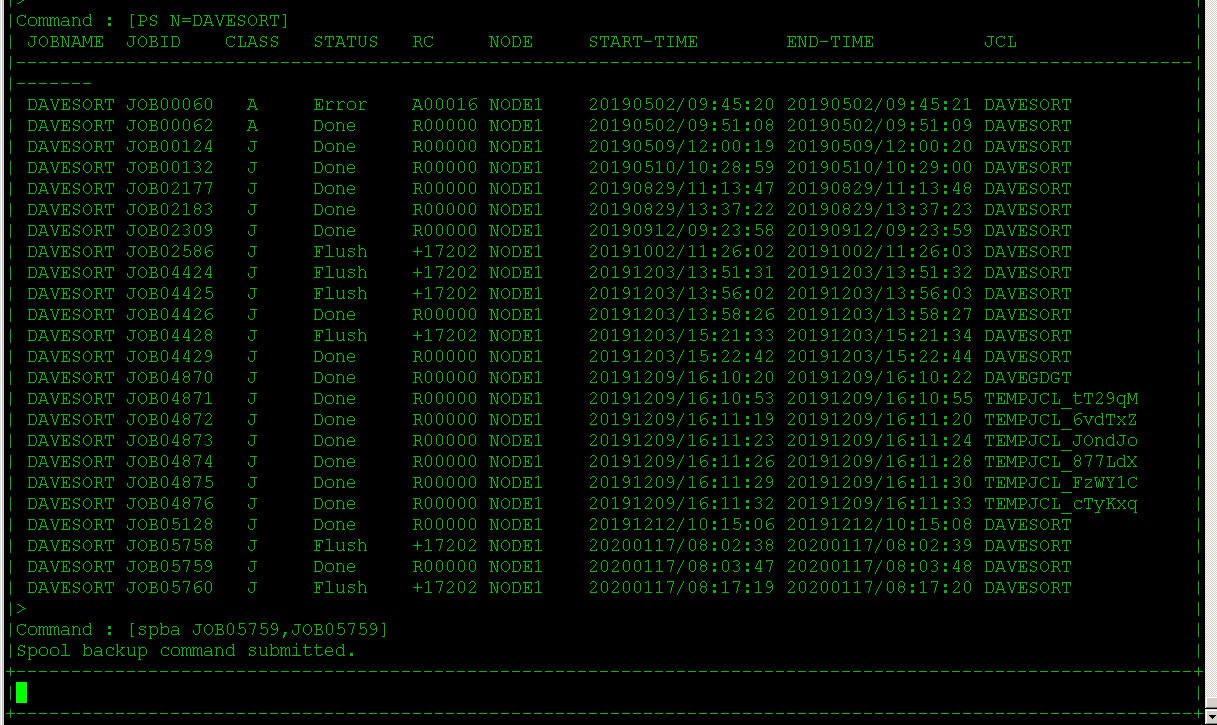 >
Command : [PS N=DAVESORT]
JOBNAME JOBID CLASS STATUS RC NODE START-TIME END-TIME JCL
DAVESORT JOB00060 A Error A00016 NODE1 20190502/09:45:20 20190502/09:45:21 DAVESORT
DAVESORT JOB00062 A Done R00000 NODE1 20190502/09:51:08 20190502/09:51:09 DAVESORT
DAVESORT JOB00124 J Done R00000 NODE1 20190509/12:00:19 20190509/12:00:20 DAVESORT
DAVESORT JOB00132 J Done R00000 NODE1 20190510/10:28:59 20190510/10:29:00 DAVESORT
DAVESORT JOB02177 J Done R00000 NODE1 20190829/11:13:47 20190829/11:13:48 DAVESORT
DAVESORT JOB02183 J Done R00000 NODE1 20190829/13:37:22 20190829/13:37:23 DAVESORT
DAVESORT JOB02309 J Done R00000 NODE1 20190912/09:23:58 20190912/09:23:59 DAVESORT
DAVESORT JOB02586 J Flush +17202 NODE1 20191002/11:26:02 20191002/11:26:03 DAVESORT
DAVESORT JOB04424 J Flush +17202 NODE1 20191203/13:51:31 20191203/13:51:32 DAVESORT
DAVESORT JOB04425 J Flush +17202 NODE1 20191203/13:56:02 20191203/13:56:03 DAVESORT
DAVESORT JOB04426 J Done R00000 NODE1 20191203/13:58:26 20191203/13:58:27 DAVESORT
DAVESORT JOB04428 J Flush +17202 NODE1 20191203/15:21:33 20191203/15:21:34 DAVESORT
DAVESORT JOB04429 J Done R00000 NODE1 20191203/15:22:42 20191203/15:22:44 DAVESORT
DAVESORT JOB04870 J Done R00000 NODE1 20191209/16:10:20 20191209/16:10:22 DAVEGDGT
DAVESORT JOB04871 J Done R00000 NODE1 20191209/16:10:53 20191209/16:10:55 TEMPJCL_tT29qM
DAVESORT JOB04872 J Done R00000 NODE1 20191209/16:11:19 20191209/16:11:20 TEMPJCL_6vdTxZ
DAVESORT JOB04873 J Done R00000 NODE1 20191209/16:11:23 20191209/16:11:24 TEMPJCL_JOndJo
DAVESORT JOB04874 J Done R00000 NODE1 20191209/16:11:26 20191209/16:11:28 TEMPJCL_877LdX
DAVESORT JOB04875 J Done R00000 NODE1 20191209/16:11:29 20191209/16:11:30 TEMPJCL_FzWYlC
DAVESORT JOB04876 J Done R00000 NODE1 20191209/16:11:32 20191209/16:11:33 TEMPJCL_cTyKxq
DAVESORT JOB05128 J Done R00000 NODE1 20191212/10:15:06 20191212/10:15:08 DAVESORT
DAVESORT JOB05758 J Flush +17202 NODE1 20200117/08:02:38 20200117/08:02:39 DAVESORT
DAVESORT JOB05759 J Done R00000 NODE1 20200117/08:03:47 20200117/08:03:48 DAVESORT
DAVESORT JOB05760 J Flush +17202 NODE1 20200117/08:17:19 20200117/08:17:20 DAVESORT
>
Command : [spba JOB05759,JOB05759]
Spool backup command submitted.